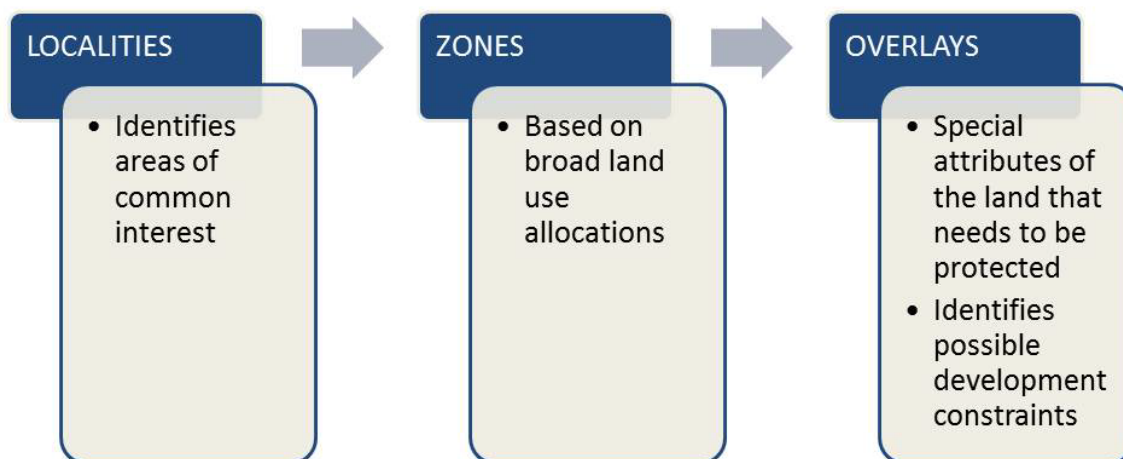 LOCALITIES
• Identifies
areas of
common
interest
ZONES
• Based on
broad land
use
allocations
OVERLAYS
• Special
attributes of
the land that
needs to be
protected
• Identifies
possible
development
constraints